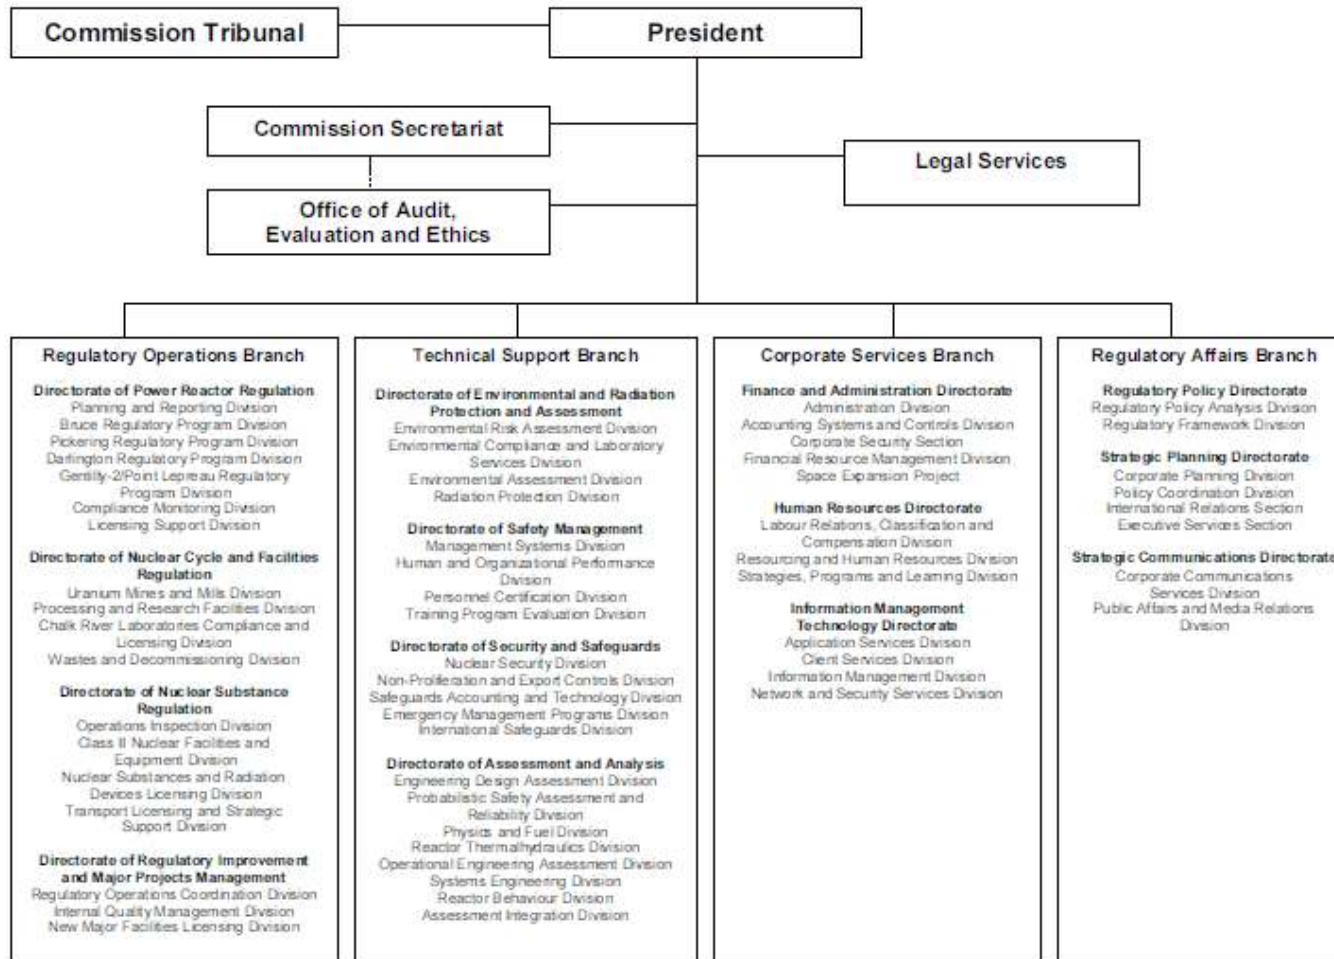 Commission Tribunal
President
Commission Secretariat
Legal Services
Office of Audit,
Evaluation and Ethics
Regulatory Operations Branch
Directorate of Power Reactor Regulation
Planning and Reporting Division
Bruce Regulatory Program Division
Pickering Regulatory Program Division
Darlington Regulatory Program Division
Gentilly-2/Point Lepreau Regulatory
Program Division
Compliance Monitoring Division
Licensing Support Division
Directorate of Nuclear Cycle and Facilities
Regulation
Uranium Mines and Mills Division
Processing and Research Facilities Division
Chalk River Laboratories Compliance and
Licensing Division
Wastes and Decommissioning Division
Directorate of Nuclear Substance
Regulation
Operations Inspection Division
Class II Nuclear Facilities and
Equipment Division
Nuclear Substances and Radiation
Devices Licensing Division
Transport Licensing and Strategic
Support Division
Directorate of Regulatory Improvement
and Major Projects Management
Regulatory Operations Coordination Division
Internal Quality Management Division
New Major Facilities Licensing Division
Technical Support Branch
Directorate of Environmental and Radiation
Protection and Assessment
Environmental Risk Assessment Division
Environmental Compliance and Laboratory
Services Division
Environmental Assessment Division
Radiation Protection Division
Directorate of Safety Management
Management Systems Division
Human and Organizational Performance
Division
Personnel Certification Division
Training Program Evaluation Division
Directorate of Security and Safeguards
Nuclear Security Division
Non-Proliferation and Export Controls Division
Safeguards Accounting and Technology Division
Emergency Management Programs Division
International Safeguards Division
Directorate of Assessment and Analysis
Engineering Design Assessment Division
Probabilistic Safety Assessment and
Reliability Division
Physics and Fuel Division
Reactor Thermalhydraulics Division
Operational Engineering Assessment Division
Systems Engineering Division
Reactor Behaviour Division
Assessment Integration Division
Corporate Services Branch
Finance and Administration Directorate
Administration Division
Accounting Systems and Controls Division
Corporate Security Section
Financial Resource Management Division
Space Expansion Project
Human Resources Directorate
Labour Relations, Classification and
Compensation Division
Resourcing and Human Resources Division
Strategies, Programs and Learning Division
Information Management
Technology Directorate
Application Services Division
Client Services Division
Information Management Division
Network and Security Services Division
Regulatory Affairs Branch
Regulatory Policy Directorate
Regulatory Policy Analysis Division
Regulatory Framework Division
Strategic Planning Directorate
Corporate Planning Division
Policy Coordination Division
International Relations Section
Executive Services Section
Strategic Communications Directorate
Corporate Communications
Services Division
Public Affairs and Media Relations
Division